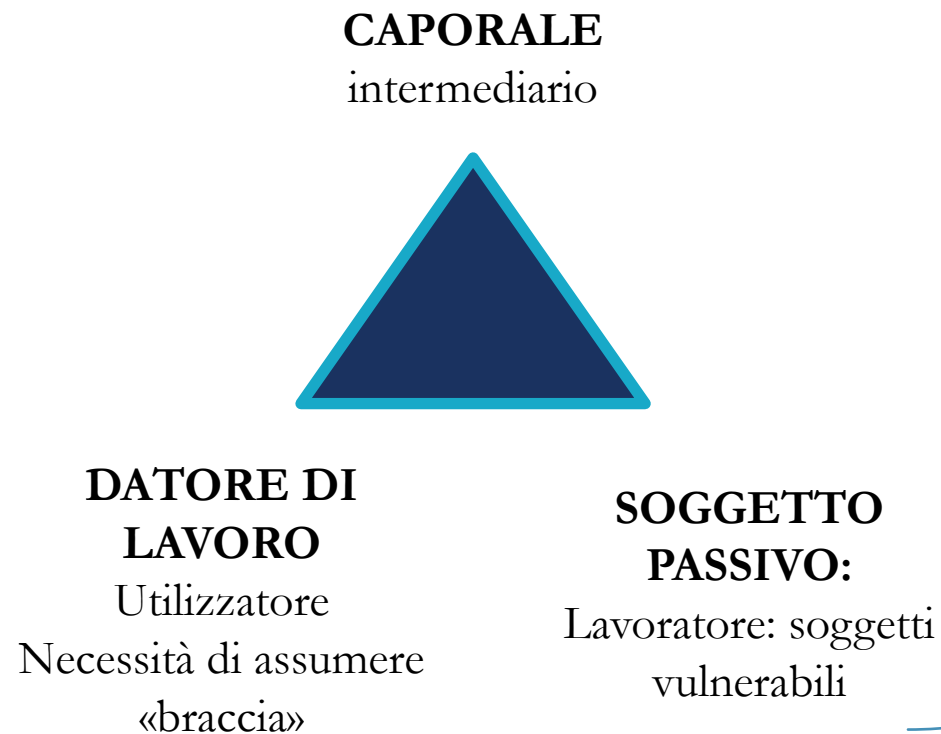 CAPORALE
intermediario
DATORE DI
LAVORO
Utilizzatore
Necessità di assumere
«braccia»
SOGGETTO
PASSIVO:
Lavoratore: soggetti
vulnerabili